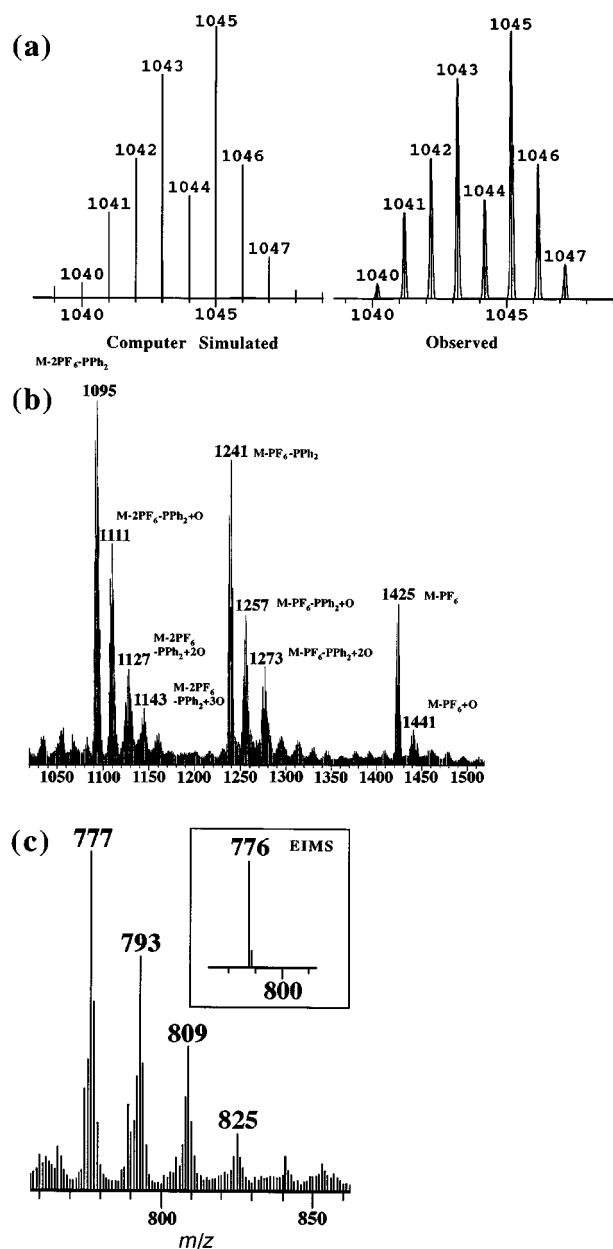 (a)
1040
1041
1042
1043
1044
1045
1046
1047
1040
1045
Computer Simulated
1040
1041
1042
1043
1044
1045
1046
1047
1040
1045
Observed
(b)
M-2PF6-PPh2
1095
M-2PF6-PPh2+O
1111
1127
M-2PF6
-PPh2+2O
1143
M-2PF6
-PPh2+3O
1241 M-PF6-PPh2
1257 M-PF6-PPh2+O
1273 M-PF6-PPh2+2O
1425 M-PF6
M-PF6+O
1441
1050 1100 1150 1200 1250 1300 1350 1400 1450 1500
(c)
777
793
809
825
776 EIMS
800
800
850
m/z